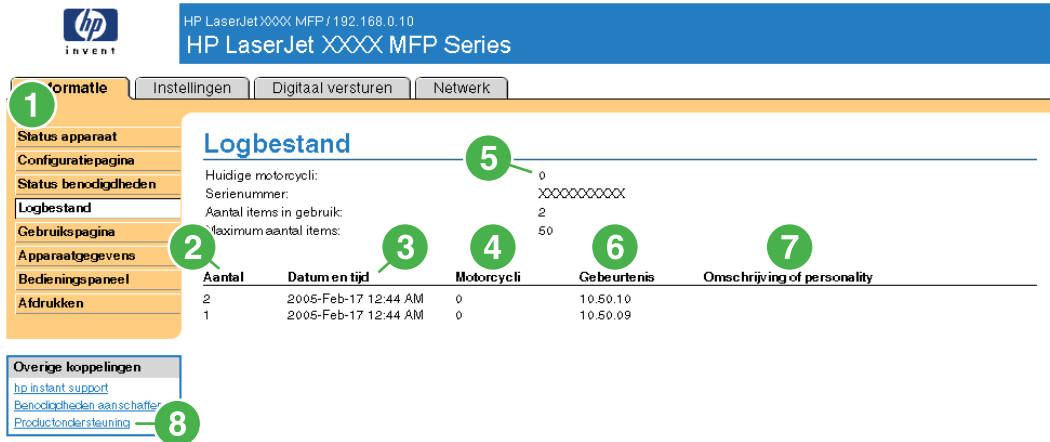 hp
invent
HP LaserJet XXXX MFP / 192.168.0.10
HP LaserJet XXXX MFP Series
1
Instellingen
Digitaal versturen
Netwerk
Status apparaat
Configuratiepagina
Status benodigdheden
Logbestand
Gebruikspagina
Apparaatgegevens
Bedieningspaneel
Afdrukken
Overige koppelingen
hp instant support
Benodigdheden aanschaffen
Productondersteuning
8
Logbestand
5
Huidige motorcycli: 0
Serienummer: XXXXXXXXXX
Aantal items in gebruik: 2
Maximum aantal items: 50
2 3 4 6 7
Aantal Datum en tijd Motorcycli Gebeurtenis Omschrijving of personality
2 2005-Feb-17 12:44 AM 0 10.50.10
1 2005-Feb-17 12:44 AM 0 10.50.09